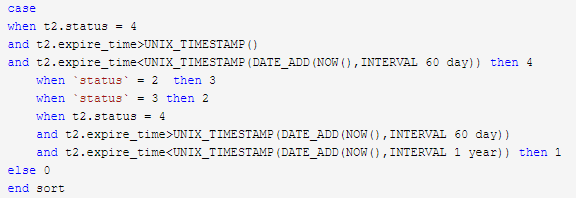 case
when t2.status = 4
and t2.expire_time>UNIX_TIMESTAMP()
and t2.expire_time<UNIX_TIMESTAMP(DATE_ADD(NOW(),INTERVAL 60 day)) then 4
when `status` = 2  then 3
when `status` = 3 then 2
when t2.status = 4
and t2.expire_time>UNIX_TIMESTAMP(DATE_ADD(NOW(),INTERVAL 60 day))
and t2.expire_time<UNIX_TIMESTAMP(DATE_ADD(NOW(),INTERVAL 1 year)) then 1
else 0
end sort